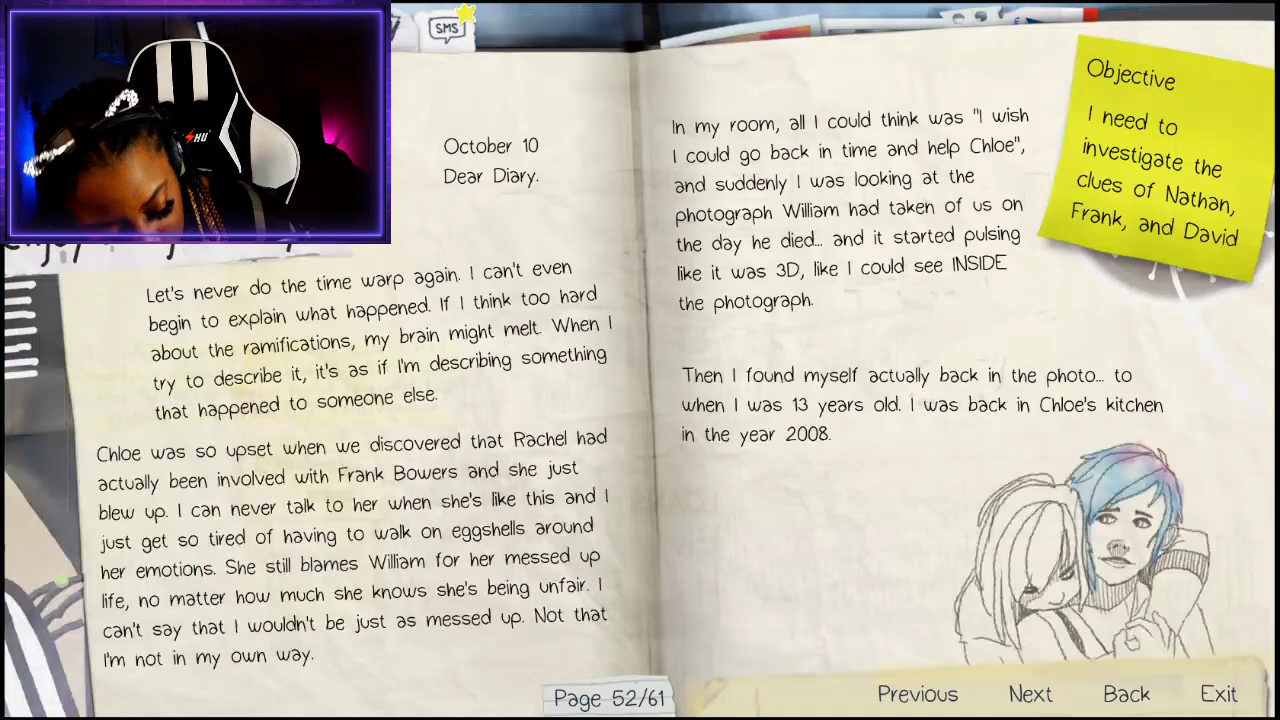 SMS
SHU
Objective
I need to
investigate the
clues of Nathan,
Frank, and David
October 10
Dear Diary.
Let's never do the time warp again. I can't even
begin to explain what happened. If I think too hard
about the ramifications, my brain might melt. When I
try to describe it, it's as if I'm describing something
that happened to someone else.
Chloe was so upset when we discovered that Rachel had
actually been involved with Frank Bowers and she just
blew up. I can never talk to her when she's like this and I
just get so tired of having to walk on eggshells around
her emotions. She still blames William for her messed up
life, no matter how much she knows she's being unfair. I
can't say that I wouldn't be just as messed up. Not that
I'm not in my own way.
In my room, all I could think was "I wish
I could go back in time and help Chloe",
and suddenly I was looking at the
photograph William had taken of us on
the day he died... and it started pulsing
like it was 3D, like I could see INSIDE
the photograph.
Then I found myself actually back in the photo... to
when I was 13 years old. I was back in Chloe's kitchen
in the year 2008.
Page 52/61
Previous Next Back Exit